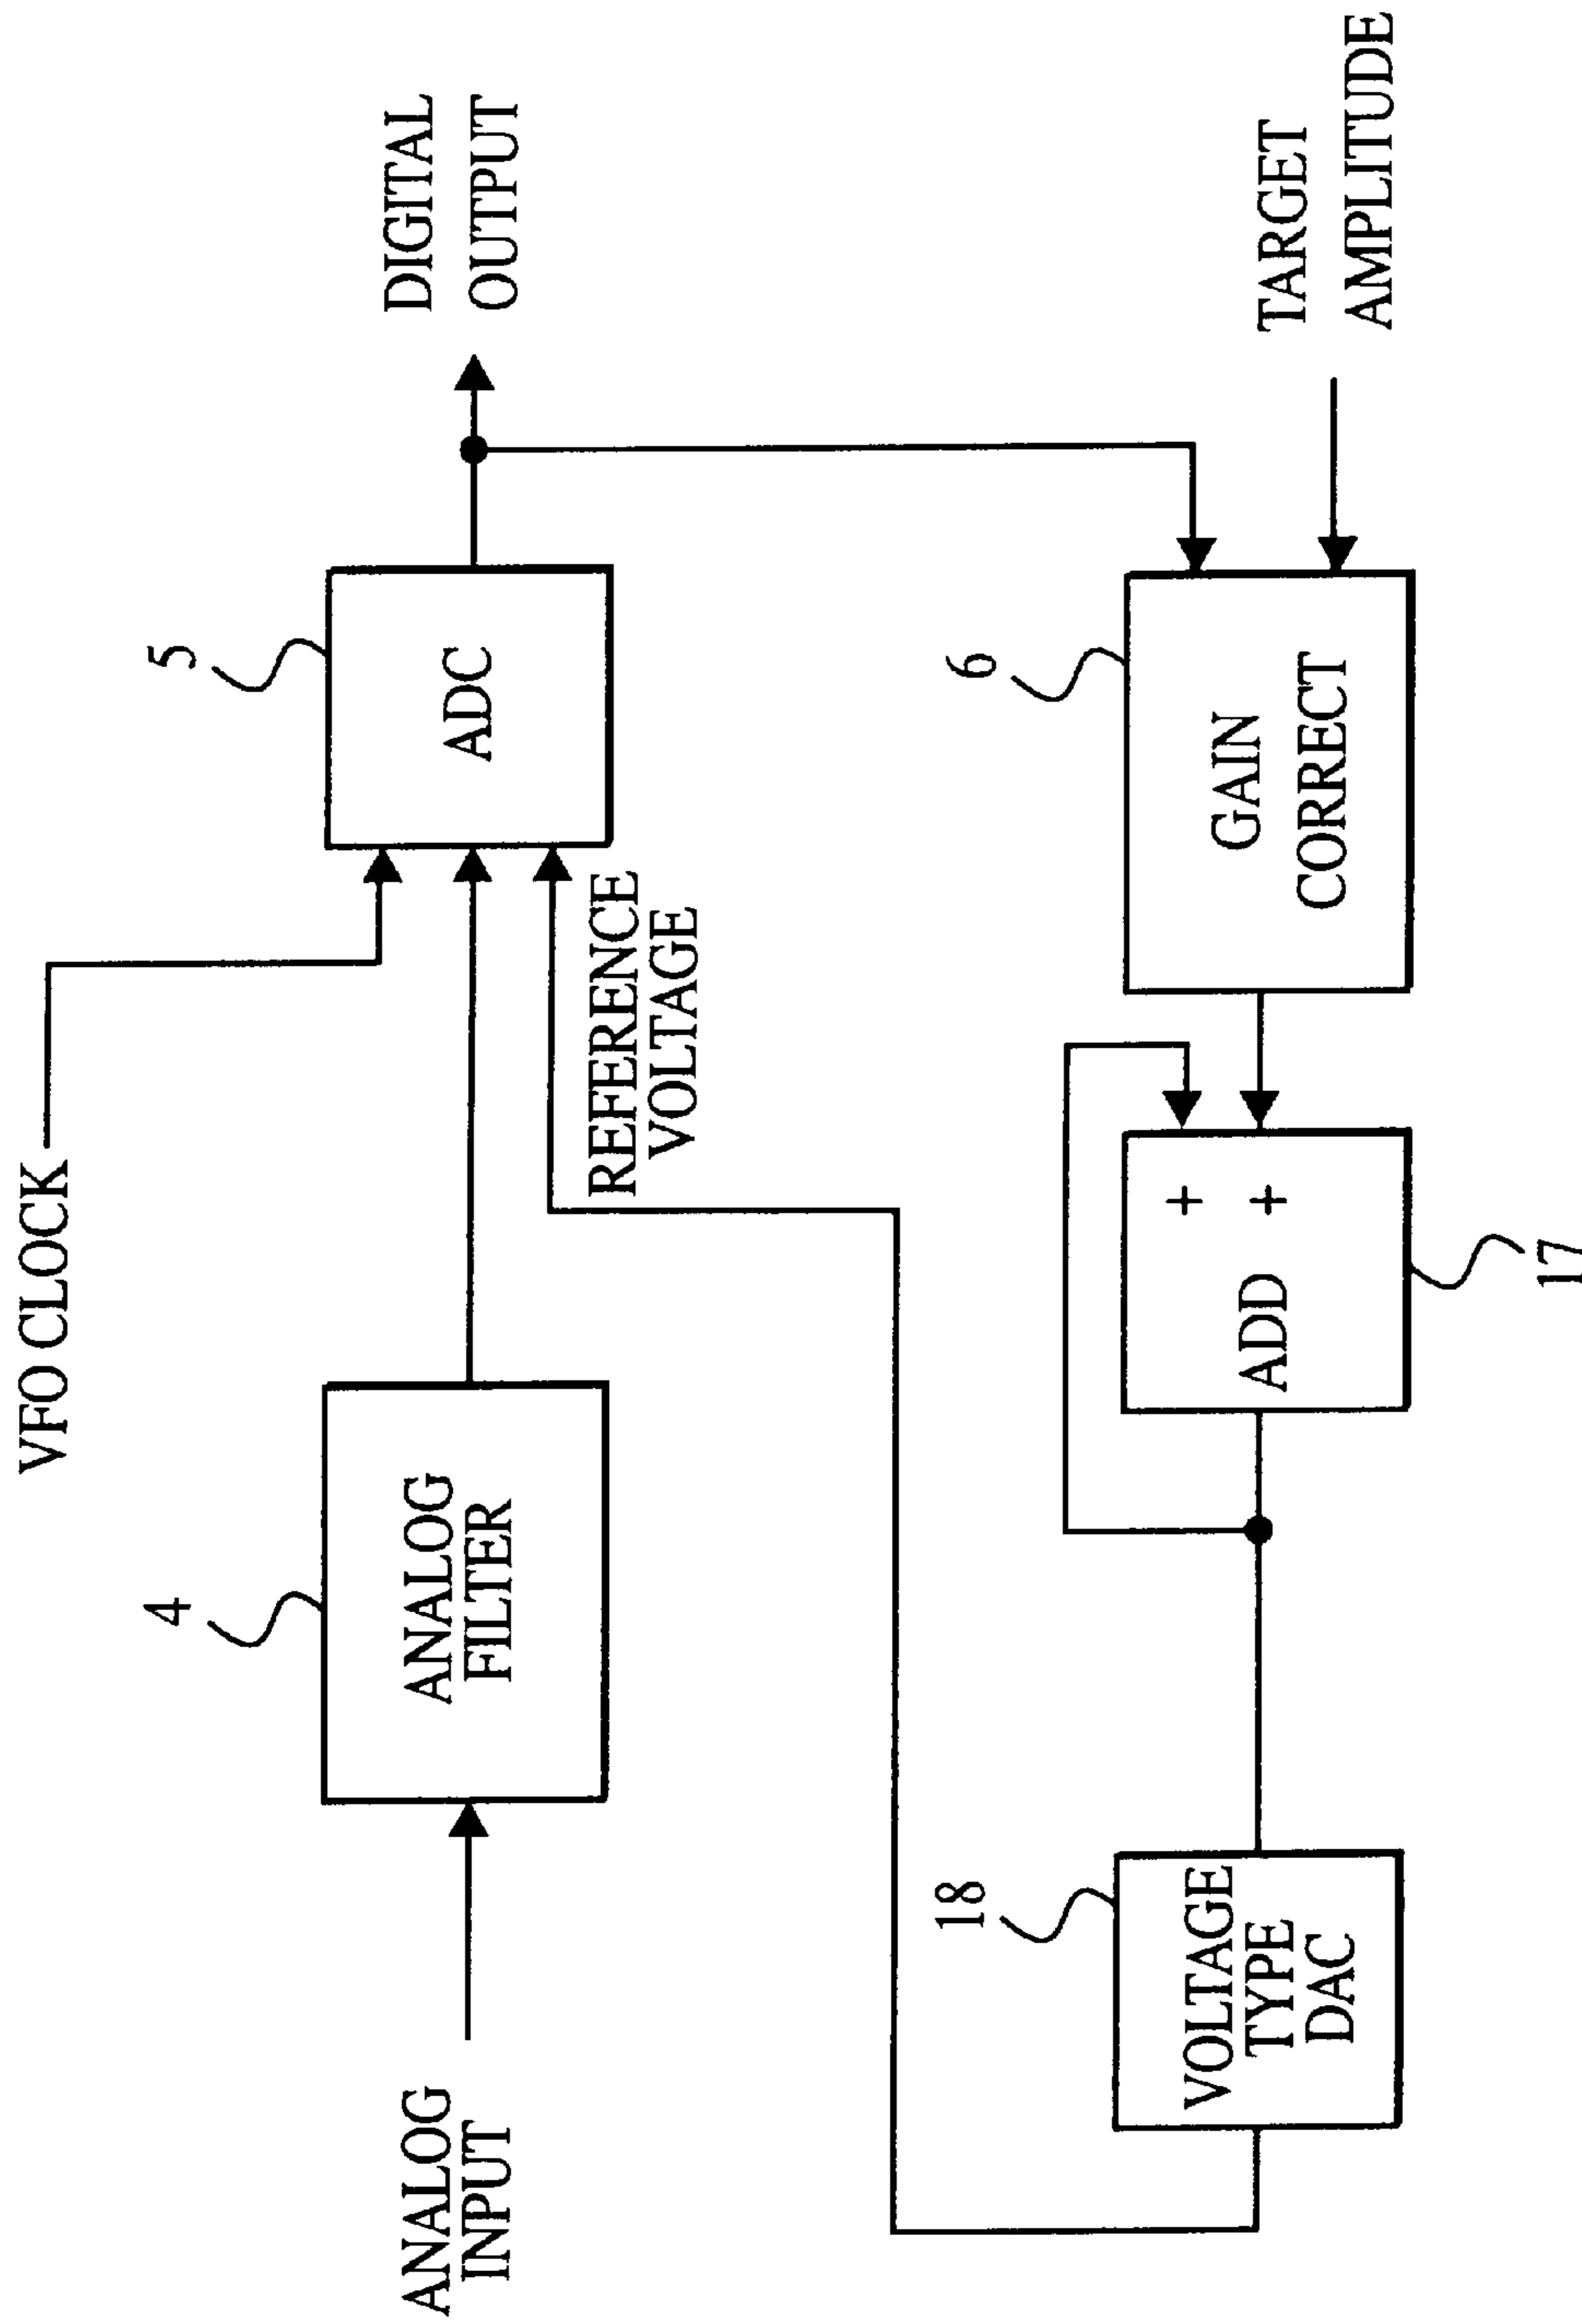 VFO CLOCK
4
ANALOG
FILTER
5
ADC
DIGITAL
OUTPUT
ANALOG
INPUT
REFERENCE
VOLTAGE
18
VOLTAGE
TYPE
DAC
ADD
+
+
17
6
GAIN
CORRECT
TARGET
AMPLITUDE